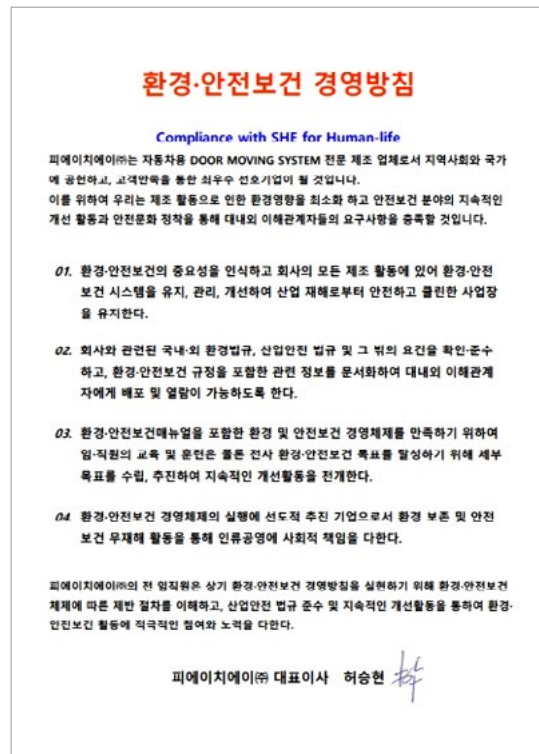 환경·안전보건 경영방침
Compliance with SHE for Human-life
피에이치에이㈜는 자동차용 DOOR MOVING SYSTEM 전문 제조 업체로서 지역사회와 국가
에 공헌하고, 고객만족을 통한 최우수 선호기업이 될 것입니다.
이를 위하여 우리는 제조 활동으로 인한 환경영향을 최소화 하고 안전보건 분야의 지속적인
개선 활동과 안전문화 정착을 통해 대내외 이해관계자들의 요구사항을 충족할 것입니다.
01. 환경·안전보건의 중요성을 인식하고 회사의 모든 제조 활동에 있어 환경·안전
보건 시스템을 유지, 관리, 개선하여 산업 재해로부터 안전하고 클린한 사업장
을 유지한다.
02. 회사와 관련된 국내·외 환경법규, 산업안전 법규 및 그 밖의 요건을 확인·준수
하고, 환경·안전보건 규정을 포함한 관련 정보를 문서화하여 대내외 이해관계
자에게 배포 및 열람이 가능하도록 한다.
03. 환경·안전보건매뉴얼을 포함한 환경 및 안전보건 경영체제를 만족하기 위하여
임·직원의 교육 및 훈련은 물론 전사 환경·안전보건 목표를 달성하기 위해 세부
목표를 수립, 추진하여 지속적인 개선활동을 전개한다.
04. 환경·안전보건 경영체제의 실행에 선도적 추진 기업으로서 환경 보존 및 안전
보건 무재해 활동을 통해 인류공영에 사회적 책임을 다한다.
피에이치에이㈜의 전 임직원은 상기 환경·안전보건 경영방침을 실현하기 위해 환경·안전보건
체제에 따른 제반 절차를 이해하고, 산업안전 법규 준수 및 지속적인 개선활동을 통하여 환경·
안전보건 활동에 적극적인 참여와 노력을 다한다.
피에이치에이㈜ 대표이사 허승현